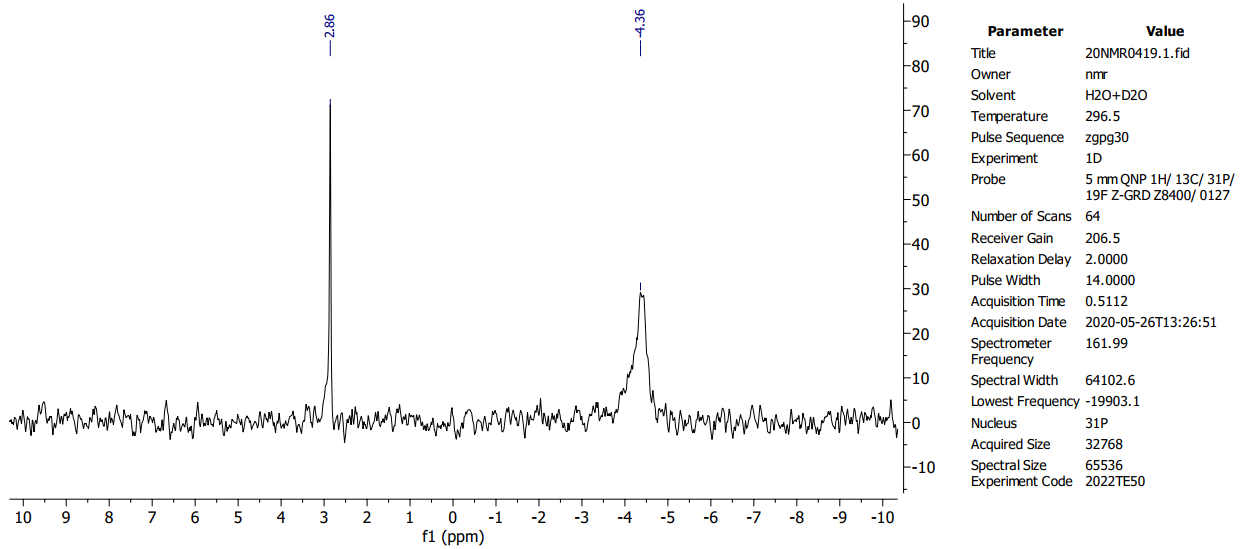 2.86
-4.36
90
80
70
60
50
40
30
20
10
0
-10
10 9 8 7 6 5 4 3 2 1 0 -1 -2 -3 -4 -5 -6 -7 -8 -9 -10
f1 (ppm)
Parameter Value
Title 20NMR0419.1.fid
Owner nmr
Solvent H2O+D2O
Temperature 296.5
Pulse Sequence zgpg30
Experiment 1D
Probe 5 mm QNP 1H/ 13C/ 31P/
19F Z-GRD Z8400/ 0127
Number of Scans 64
Receiver Gain 206.5
Relaxation Delay 2.0000
Pulse Width 14.0000
Acquisition Time 0.5112
Acquisition Date 2020-05-26T13:26:51
Spectrometer 161.99
Frequency
Spectral Width 64102.6
Lowest Frequency -19903.1
Nucleus 31P
Acquired Size 32768
Spectral Size 65536
Experiment Code 2022TE50